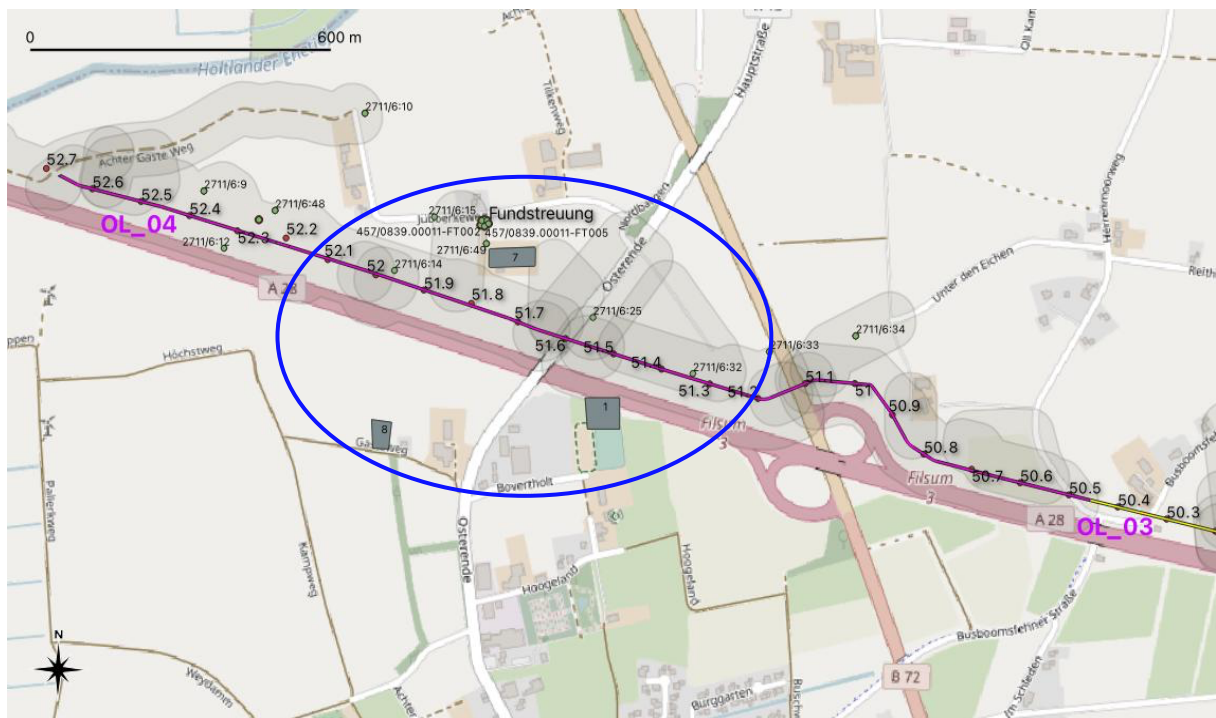 0
600 m
Holtlander Ehetief
Achter Gaste Weg
2711/6:10
Tilkenweg
Hauptstraße
52.7
52.6
52.5
52.4
52.3
52.2
52.1
52
51.9
51.8
51.7
51.6
51.5
51.4
51.3
51.2
51.1
51
50.9
50.8
50.7
50.6
50.5
50.4
50.3
2711/6:9
2711/6:48
2711/6:12
2711/6:15
Fundstreuung
457/0839.00011-FT002
457/0839.00011-FT005
2711/6:49
2711/6:14
7
2711/6:25
2711/6:32
2711/6:33
2711/6:34
OL_04
OL_03
A 28
Osterende
Unter den Eichen
Herrenmoorweg
Höchstweg
8
1
Filsum
3
Filsum
3
A 28
Bovertholt
Osterende
Kampweg
Hoogeland
Hoogeland
Busboomsfehner Straße
B 72
N
Weydamm
Burggarten